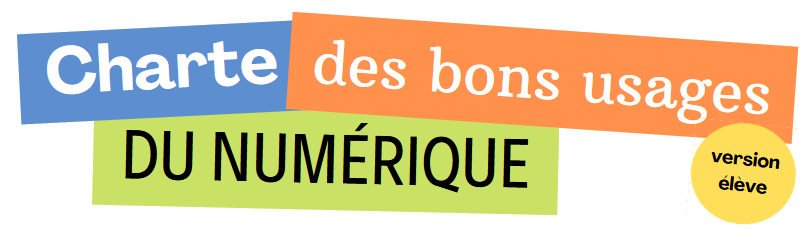 Charte des bons usages
DU NUMÉRIQUE
version
élève